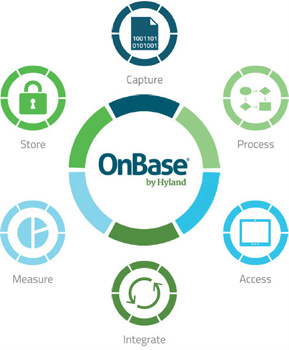 1001101
0101001
Capture
Store
Process
OnBase®
by Hyland
Measure
Access
Integrate